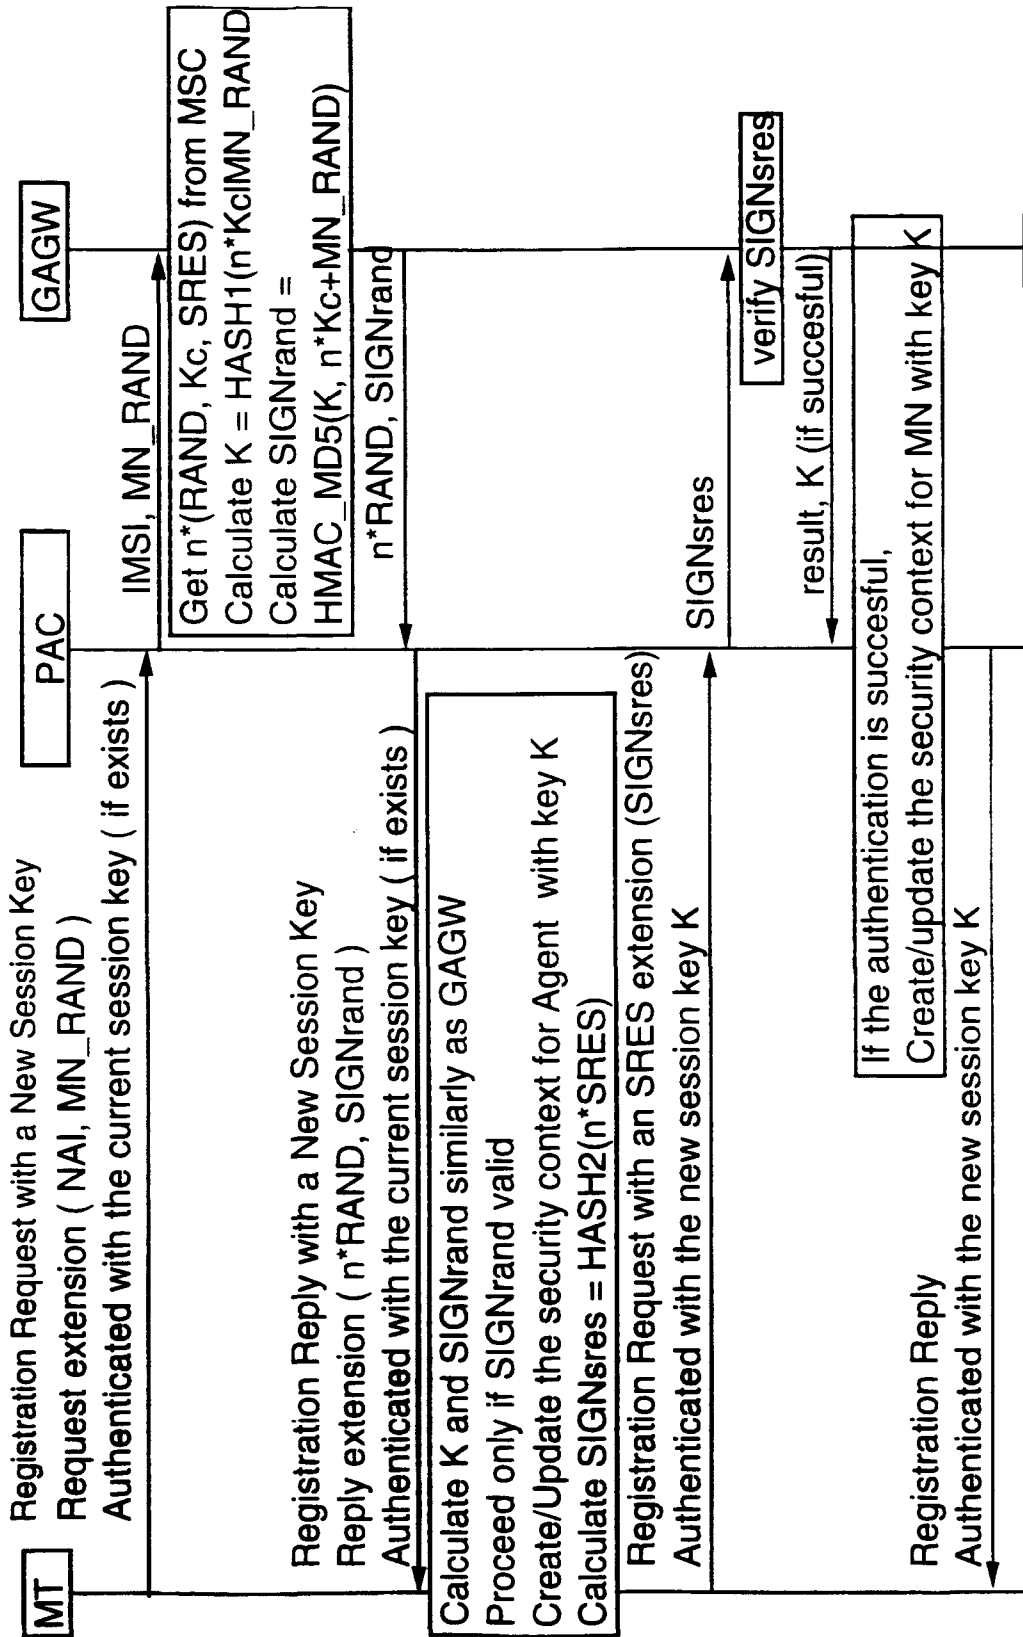 MT
PAC
GAGW
Registration Request with a New Session Key
Request extension ( NAI, MN_RAND )
Authenticated with the current session key ( if exists )
IMSI, MN_RAND
Get n*(RAND, Kc, SRES) from MSC
Calculate K = HASH1(n*KclMN_RAND
Calculate SIGNrand =
HMAC_MD5(K, n*Kc+MN_RAND)
n*RAND, SIGNrand
Registration Reply with a New Session Key
Reply extension ( n*RAND, SIGNrand )
Authenticated with the current session key ( if exists )
Calculate K and SIGNrand similarly as GAGW
Proceed only if SIGNrand valid
Create/Update the security context for Agent with key K
Calculate SIGNsres = HASH2(n*SRES)
Registration Request with an SRES extension (SIGNsres)
Authenticated with the new session key K
SIGNsres
verify SIGNsres
result, K (if successful)
If the authentication is succesful,
Create/update the security context for MN with key K
Registration Reply
Authenticated with the new session key K